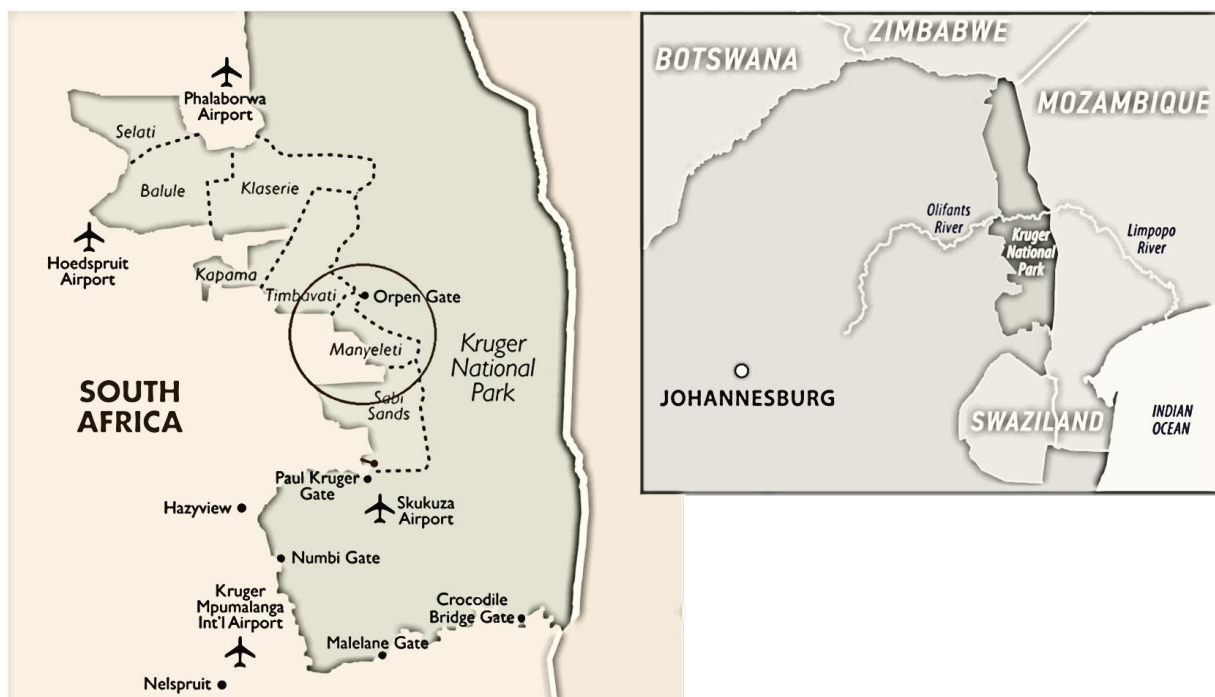 Phalaborwa
Airport
Selati
Balule
Klaserie
Hoedspruit
Airport
Kapama
Timbavati
Orpen Gate
Manyeleti
Kruger
National
Park
SOUTH
AFRICA
Sabi
Sands
Paul Kruger
Gate
Skukuza
Airport
Hazyview
Numbi Gate
Kruger
Mpumalanga
Int'l Airport
Crocodile
Bridge Gate
Malelane Gate
Nelspruit
ZIMBABWE
BOTSWANA
MOZAMBIQUE
Olifants
River
Kruger
National
Park
Limpopo
River
JOHANNESBURG
SWAZILAND
INDIAN
OCEAN